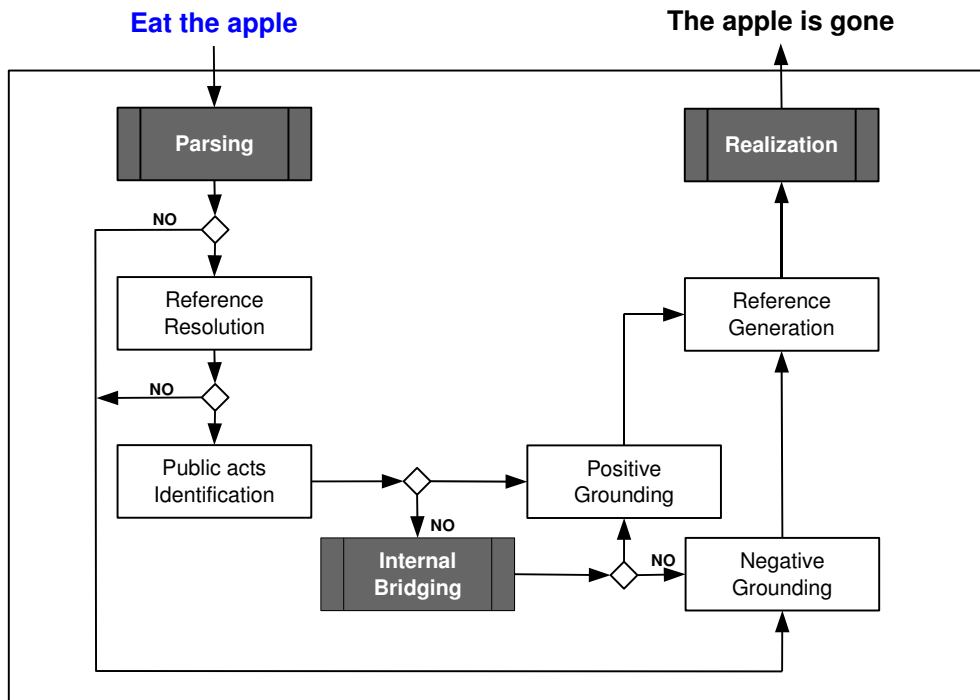 Eat the apple
The apple is gone
Parsing
Realization
NO
Reference
Resolution
Reference
Generation
NO
Public acts
Identification
Positive
Grounding
NO
Internal
Bridging
NO
Negative
Grounding